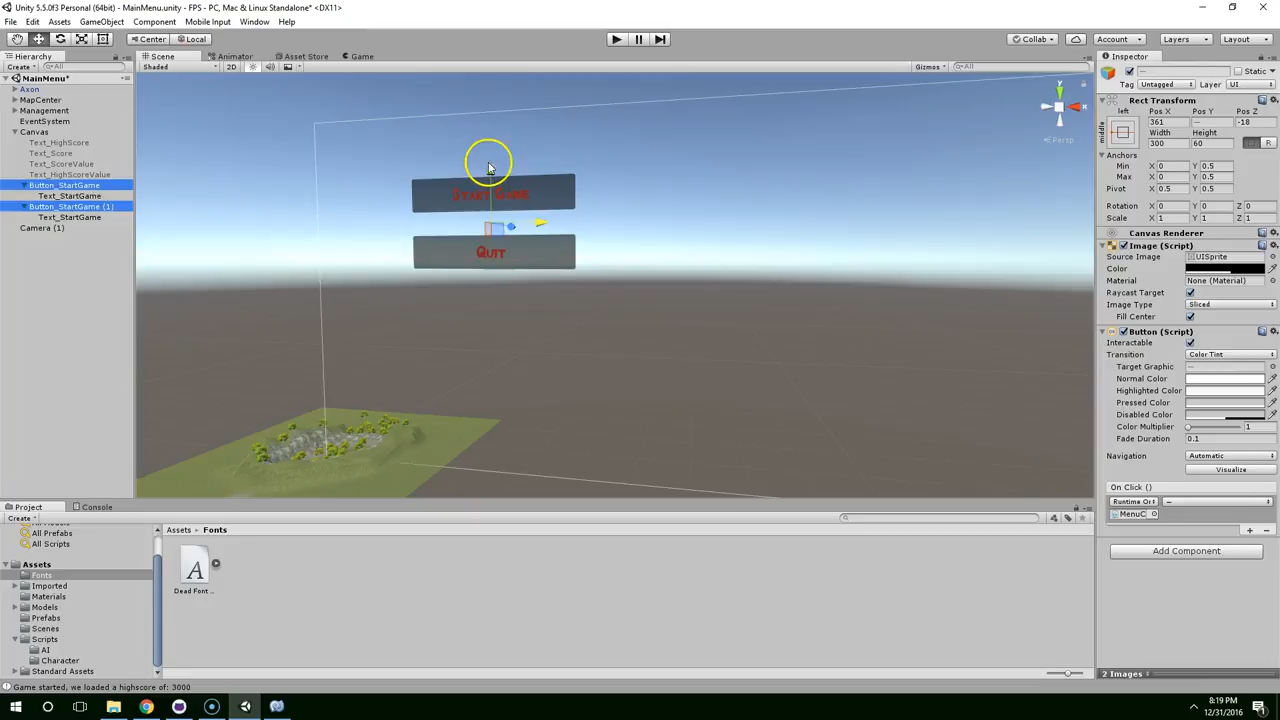 Unity 5.5.0f3 Personal (64bit) - MainMenu.unity - FPS - PC, Mac & Linux Standalone* <DX11>
File Edit Assets GameObject Component Mobile Input Window Help
Center Local Collab Account Layers Layout
Hierarchy Scene Animator Asset Store Game Inspector
Create All Shaded 2D Gizmos All Static
MainMenu*
Tag Untagged Layer UI
Axon
MapCenter
Management
EventSystem
Canvas
Text_HighScore
Text_Score
Text_ScoreValue
Text_HighScoreValue
Button_StartGame
Text_StartGame
Button_StartGame (1)
Text_StartGame
Camera (1)
y
x
Persp
Start Game
Quit
Rect Transform
left Pos X Pos Y Pos Z
middle 361 — -18
Width Height
300 60 R
Anchors
Min X 0 Y 0.5
Max X 0 Y 0.5
Pivot X 0.5 Y 0.5
Rotation X 0 Y 0 Z 0
Scale X 1 Y 1 Z 1
Canvas Renderer
Image (Script)
Source Image UISprite
Color
Material None (Material)
Raycast Target
Image Type Sliced
Fill Center
Button (Script)
Interactable
Transition Color Tint
Target Graphic —
Normal Color
Highlighted Color
Pressed Color
Disabled Color
Color Multiplier 1
Fade Duration 0.1
Navigation Automatic
Visualize
On Click ()
Runtime On —
MenuC
Add Component
2 Images
Project Console
Create
All Models
All Prefabs
All Scripts
Assets
Fonts
Imported
Materials
Models
Prefabs
Scenes
Scripts
AI
Character
Standard Assets
Assets Fonts
A
Dead Font ...
Game started, we loaded a highscore of: 3000
8:19 PM
12/31/2016